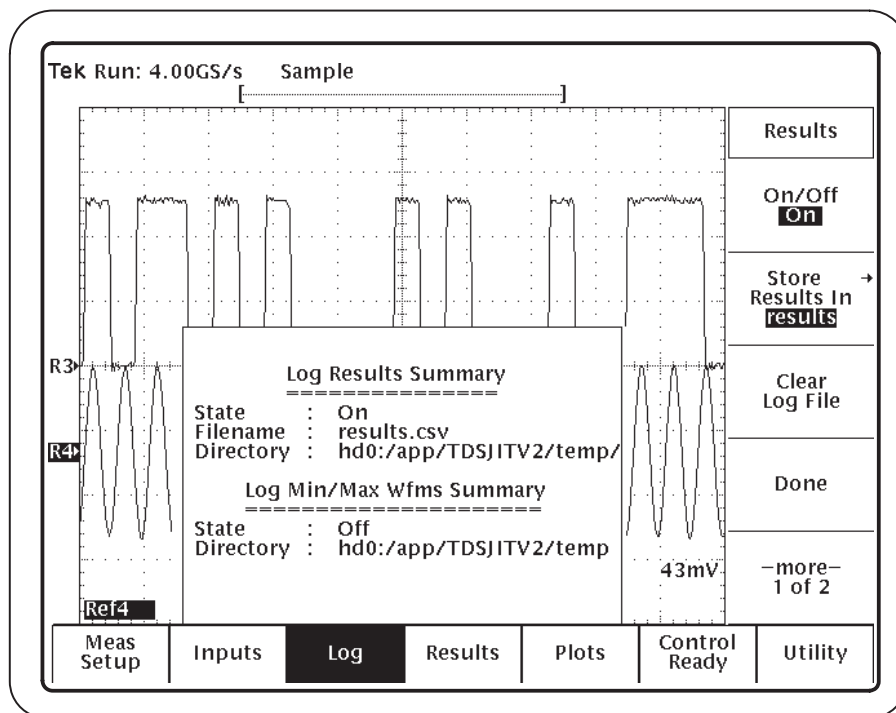 Tek Run: 4.00GS/s Sample
[ ]
Results
On/Off
On
Store →
Results In
results
Clear
Log File
Done
–more–
1 of 2
R3
R4
Log Results Summary
=================
State : On
Filename : results.csv
Directory : hd0:/app/TDSJITV2/temp/
Log Min/Max Wfms Summary
=======================
State : Off
Directory : hd0:/app/TDSJITV2/temp
43mV
Ref4
Meas
Setup
Inputs
Log
Results
Plots
Control
Ready
Utility